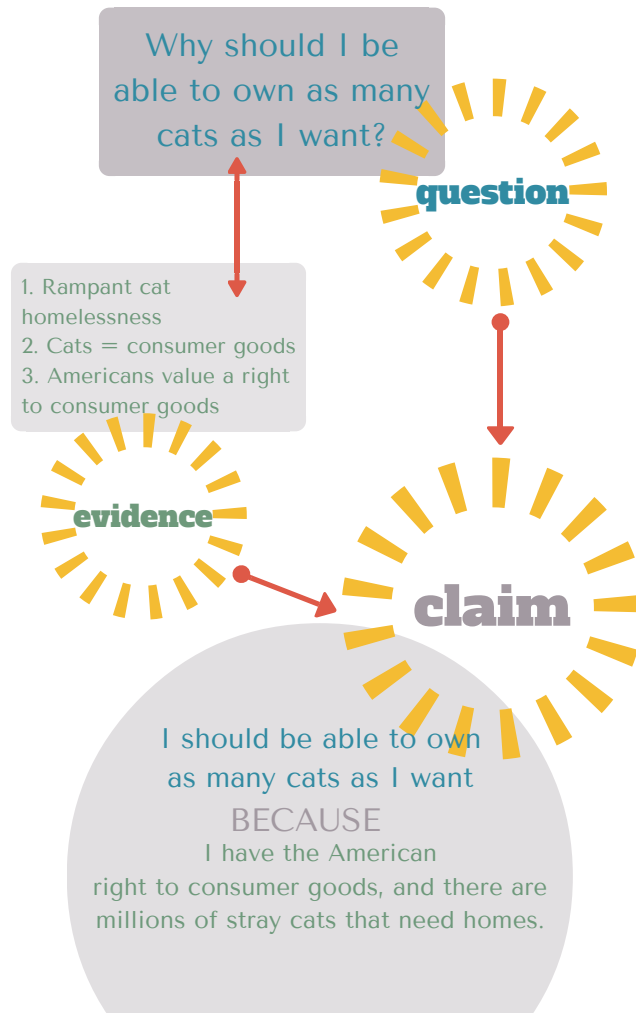 Why should I be
able to own as many
cats as I want?
question
1. Rampant cat
homelessness
2. Cats = consumer goods
3. Americans value a right
to consumer goods
evidence
claim
I should be able to own
as many cats as I want
BECAUSE
I have the American
right to consumer goods, and there are
millions of stray cats that need homes.